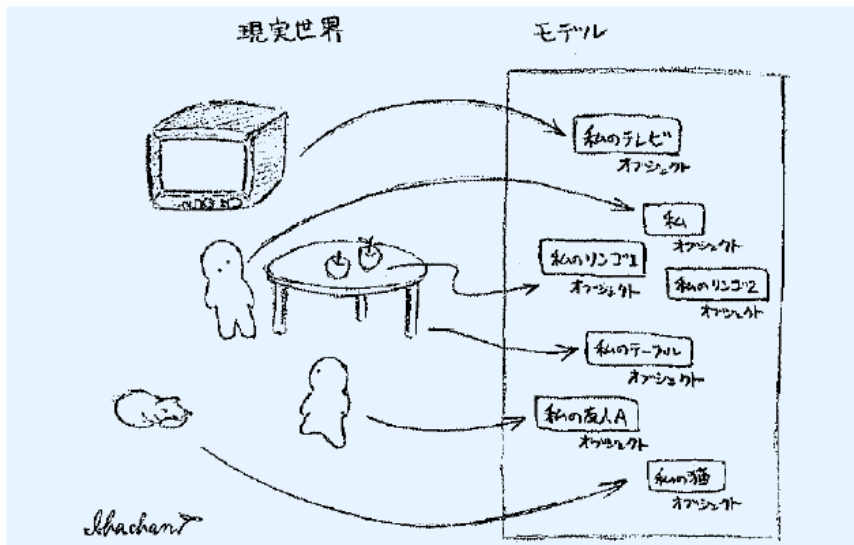 現実世界
モデル
私のテレビ
オブジェクト
私
オブジェクト
私のリンゴ1
オブジェクト
私のリンゴ2
オブジェクト
私のテーブル
オブジェクト
私の友人A
オブジェクト
私の猫
オブジェクト